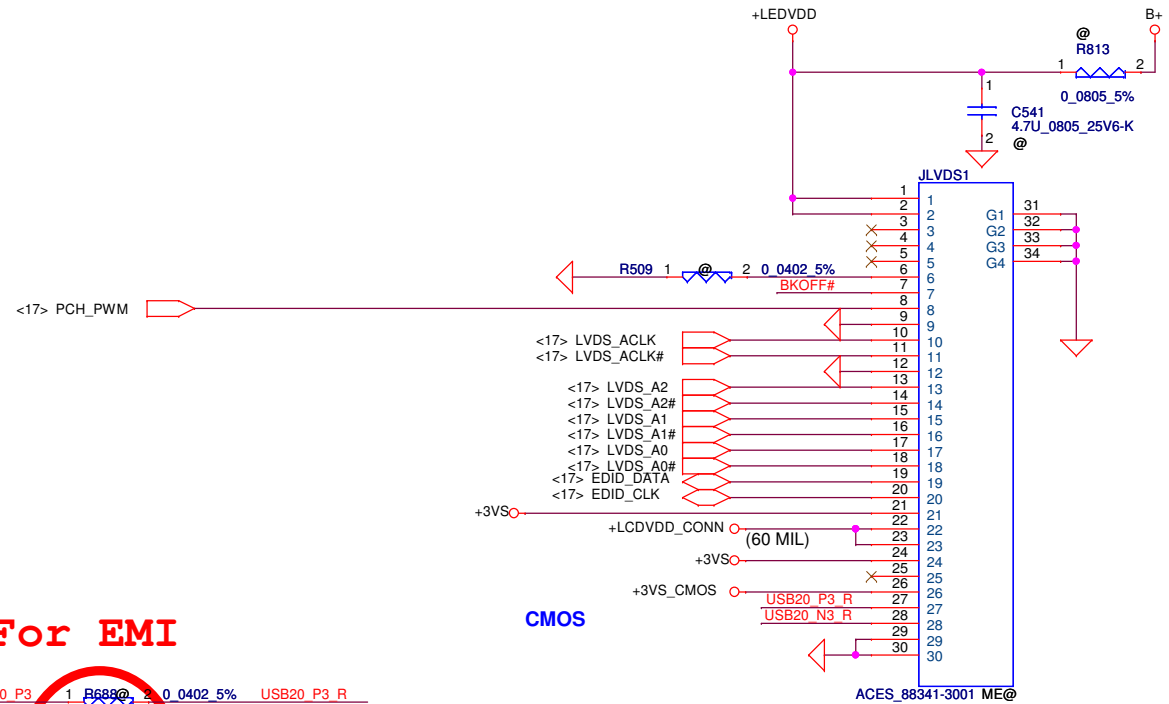 +LEDVDD
B+
@
R813
1
2
0_0805_5%
1
C541
4.7U_0805_25V6-K
2
@
JLVDS1
1 1
2 2
3 3
4 4
5 5
6 6
7 7
8 8
9 9
10 10
11 11
12 12
13 13
14 14
15 15
16 16
17 17
18 18
19 19
20 20
21 21
22 22
23 23
24 24
25 25
26 26
27 27
28 28
29 29
30 30
G1 31
G2 32
G3 33
G4 34
R509 1 @ 2 0_0402_5%
BKOFF#
<17> PCH_PWM
<17> LVDS_ACLK
<17> LVDS_ACLK#
<17> LVDS_A2
<17> LVDS_A2#
<17> LVDS_A1
<17> LVDS_A1#
<17> LVDS_A0
<17> LVDS_A0#
<17> EDID_DATA
<17> EDID_CLK
+3VS
+LCDVDD_CONN
(60 MIL)
+3VS
+3VS_CMOS
USB20_P3_R
USB20_N3_R
CMOS
For EMI
ACES_88341-3001 ME@
0_P3 1 R688@ 2 0_0402_5% USB20_P3_R